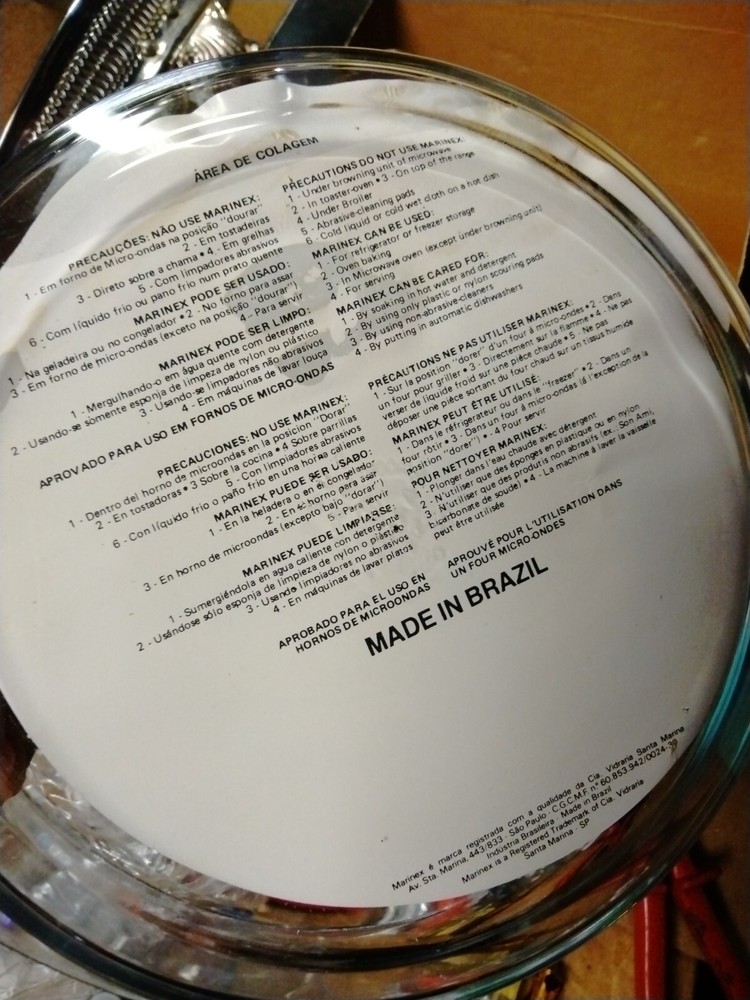 ÁREA DE COLAGEM
PRECAUÇÕES: NÃO USE MARINEX:
1 - Em forno de Micro-ondas na posição "dourar"
2 - Em tostadeiras
3 - Direto sobre a chama • 4 - Em grelhas
5 - Com limpadores abrasivos
6 - Com líquido frio ou pano frio num prato quente
MARINEX PODE SER USADO:
1 - Na geladeira ou no congelador • 2 - No forno para assar
3 - Em forno de micro-ondas (exceto na posição "dourar")
4 - Para servir
MARINEX PODE SER LIMPO:
1 - Mergulhando-o em água quente com detergente
2 - Usando-se sòmente esponja de limpeza de nylon ou plástico
3 - Usando-se limpadores não abrasivos
4 - Em máquinas de lavar louça
APROVADO PARA USO EM FORNOS DE MICRO-ONDAS
PRECAUCIONES: NO USE MARINEX:
1 - Dentro del horno de microondas en la posicion "Dorar"
2 - En tostadoras • 3 Sobre la cocina • 4 Sobre parrillas
5 - Con limpiadores abrasivos
6 - Con líquido frio o paño frio en una horma caliente
MARINEX PUEDE SER USADO:
1 - En la heladera o en el congelador
2 - En horno para asar
3 - En horno de microondas (excepto bajo "dorar")
5 - Para servir
MARINEX PUEDE LIMPIARSE:
1 - Sumergiéndola en agua caliente con detergente
2 - Usándose sólo esponja de limpieza de nylon o plástico
3 - Usando limpiadores no abrasivos
4 - En máquinas de lavar platos
APROBADO PARA EL USO EN
HORNOS DE MICROONDAS
PRECAUTIONS DO NOT USE MARINEX:
1 - Under browning unit of microwave
2 - In toaster-oven • 3 - On top of the range
4 - Under Broiler
5 - Abrasive-cleaning pads
6 - Cold liquid or cold wet cloth on a hot dish
MARINEX CAN BE USED:
1 - For refrigerator or freezer storage
2 - Oven baking
3 - In Microwave oven (except under browning unit)
4 - For serving
MARINEX CAN BE CARED FOR:
1 - By soaking in hot water and detergent
2 - By using only plastic or nylon scouring pads
3 - By using non-abrasive-cleaners
4 - By putting in automatic dishwashers
PRÉCAUTIONS NE PAS UTILISER MARINEX:
1 - Sur la position "dorer" d'un four á micro-ondes • 2 - Dans
un four pour griller • 3 - Directement sur la flamme • 4 - Ne pas
verser de liquide froid sur une pièce chaude • 5 - Ne pas
déposer une pièce sortant du four chaud sur un tissus humide
MARINEX PEUT ÊTRE UTILISÉ:
1 - Dans le réfrigérateur ou dans le "freezer" • 2 - Dans un
four rôtir • 3 - Dans un four á micro-ondes (á l'exception de la
position "dorer") - 4 - Pour servir
POUR NETTOYER MARINEX:
1 - Plonger dans l'eau chaude avec détergent
2 - N'utiliser que des éponges en plastique ou en nylon
3 - N'utiliser que des produtis non abrasifs (ex.. Son Ami,
bicarbonate de soude) • 4 - La machine á laver la vaisselle
peut être utilisée
APROUVÉ POUR L'UTILISATION DANS
UN FOUR MICRO-ONDES
MADE IN BRAZIL
Marinex é marca registrada com a qualidade da Cia. Vidraria Santa Marina
Av. Sta. Marina, 443/833 - São Paulo - C.G.C.M.F. n.º 60.853.942/0024-30
Indústria Brasileira - Made in Brazil
Marinex is a Registered Trademark of Cia. Vidraria
Santa Marina - SP